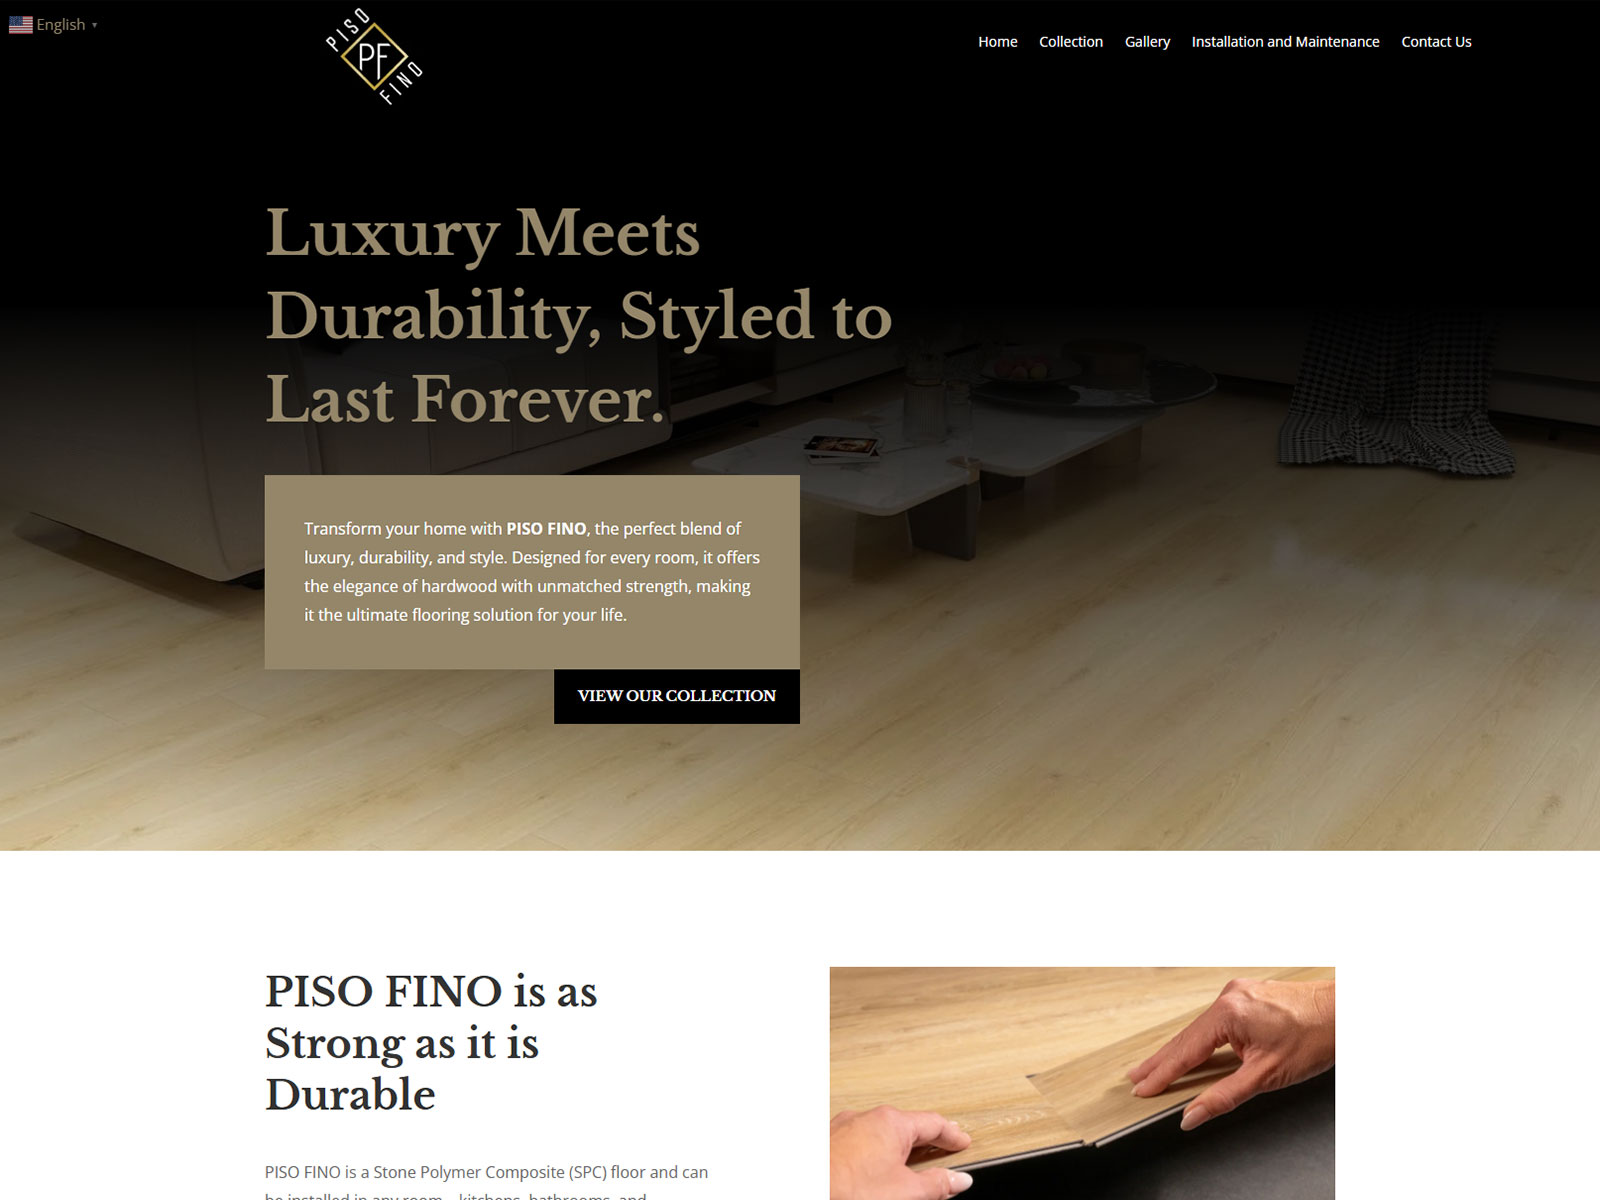 English
PISO
PF
FINO
Home
Collection
Gallery
Installation and Maintenance
Contact Us
Luxury Meets
Durability, Styled to
Last Forever.
Transform your home with PISO FINO, the perfect blend of
luxury, durability, and style. Designed for every room, it offers
the elegance of hardwood with unmatched strength, making
it the ultimate flooring solution for your life.
VIEW OUR COLLECTION
PISO FINO is as
Strong as it is
Durable
PISO FINO is a Stone Polymer Composite (SPC) floor and can
be installed in any room – kitchens, bathrooms, and